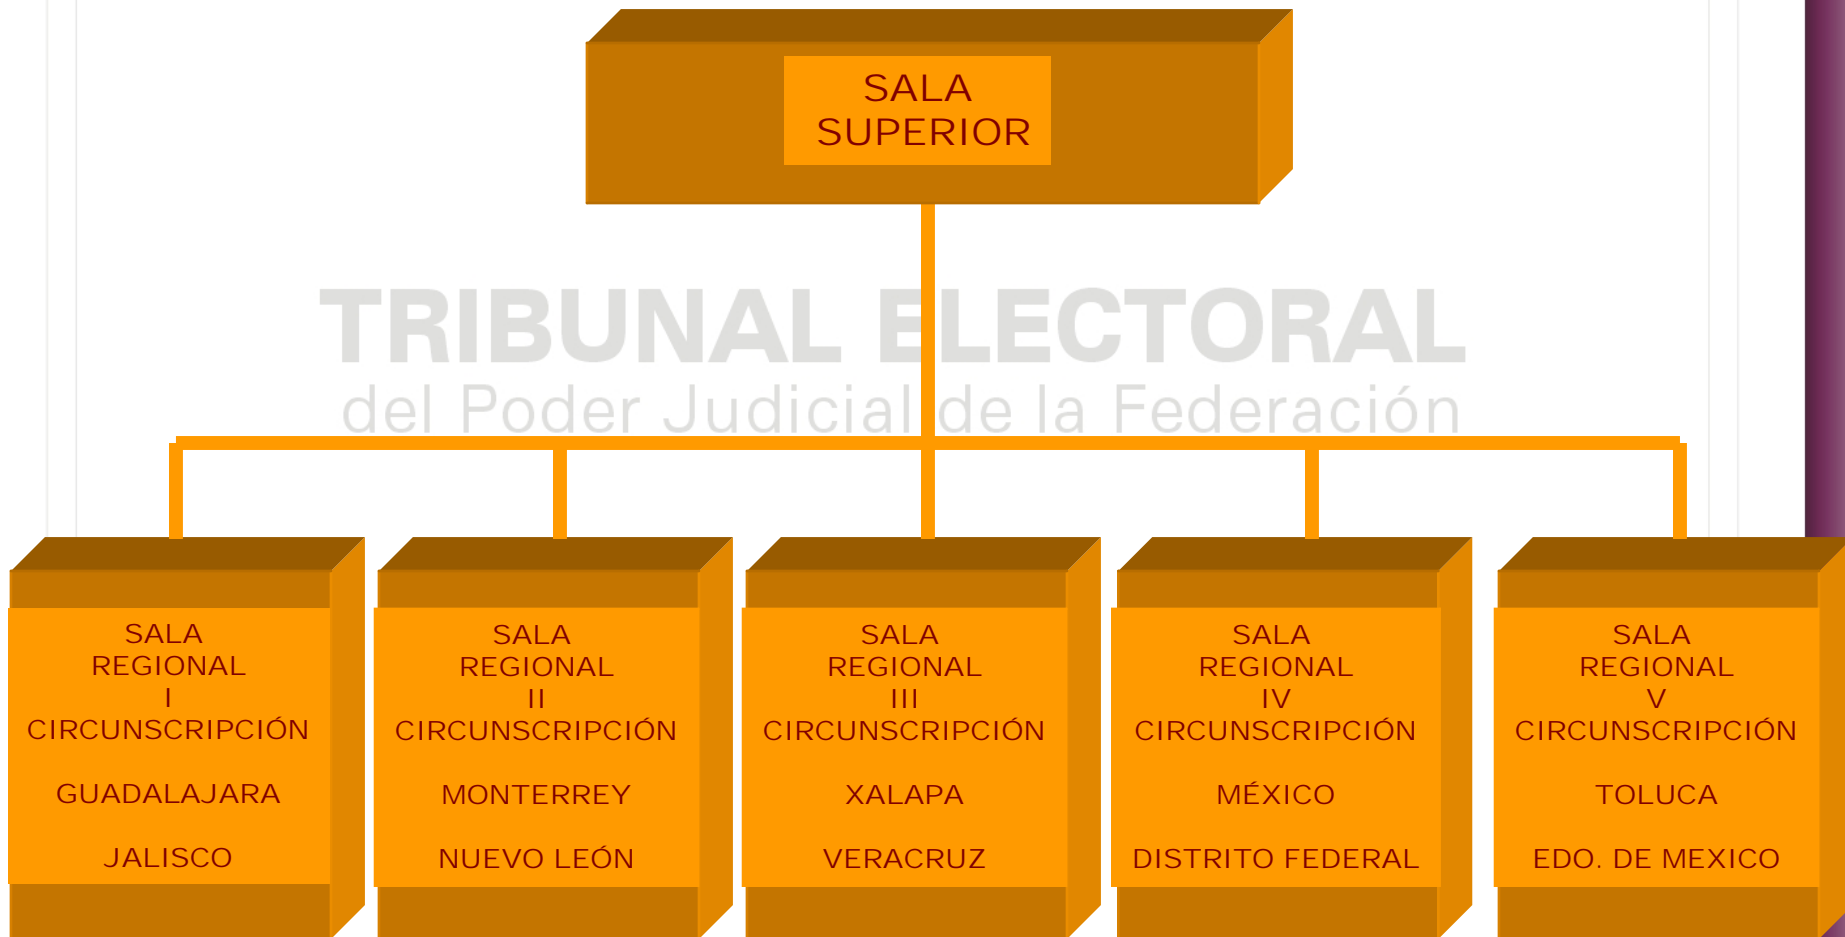 SALA
SUPERIOR
TRIBUNAL ELECTORAL
del Poder Judicial de la Federación
SALA
REGIONAL
I
CIRCUNSCRIPCIÓN
GUADALAJARA
JALISCO
SALA
REGIONAL
II
CIRCUNSCRIPCIÓN
MONTERREY
NUEVO LEÓN
SALA
REGIONAL
III
CIRCUNSCRIPCIÓN
XALAPA
VERACRUZ
SALA
REGIONAL
IV
CIRCUNSCRIPCIÓN
MÉXICO
DISTRITO FEDERAL
SALA
REGIONAL
V
CIRCUNSCRIPCIÓN
TOLUCA
EDO. DE MEXICO